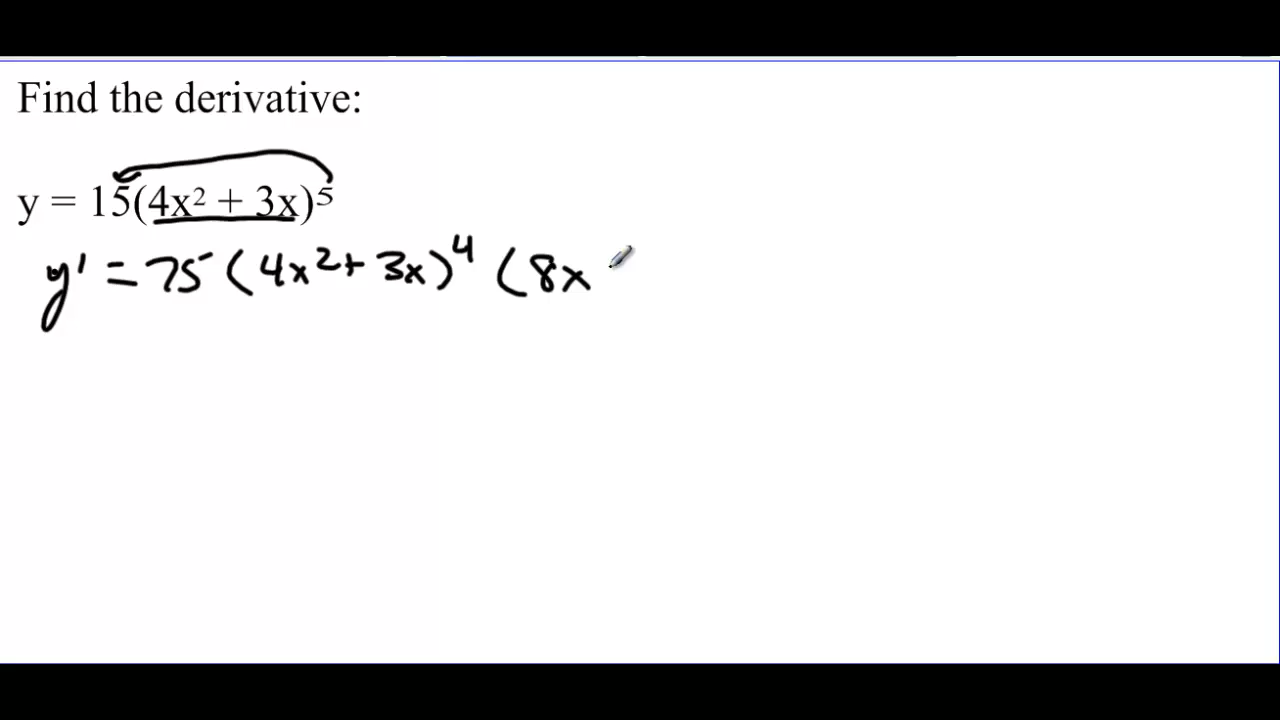 Find the derivative:
y = 15(4x² + 3x)⁵
y' = 75(4x² + 3x)⁴ (8x